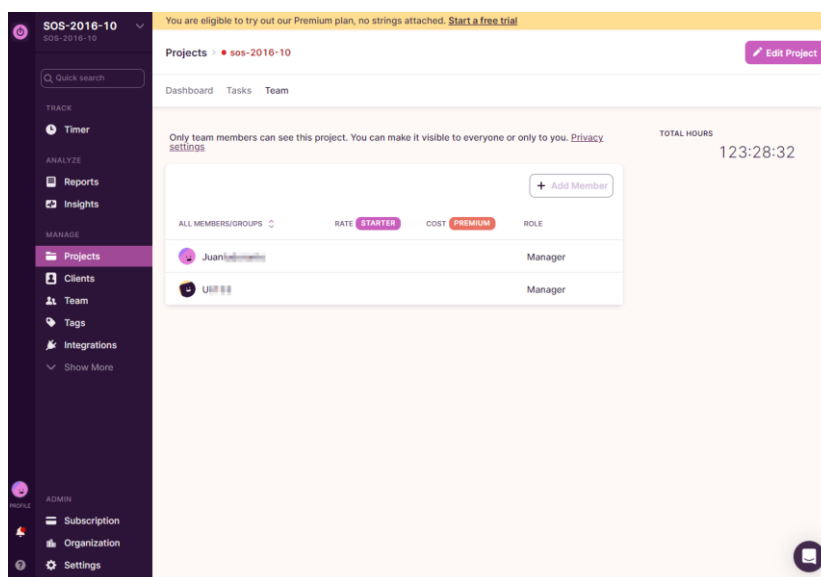 SOS-2016-10
SOS-2016-10
Quick search
TRACK
Timer
ANALYZE
Reports
Insights
MANAGE
Projects
Clients
Team
Tags
Integrations
Show More
PROFILE
ADMIN
Subscription
Organization
Settings
You are eligible to try out our Premium plan, no strings attached. Start a free trial
Projects > • sos-2016-10
Edit Project
Dashboard Tasks Team
Only team members can see this project. You can make it visible to everyone or only to you. Privacy
settings
TOTAL HOURS
123:28:32
+ Add Member
ALL MEMBERS/GROUPS RATE STARTER COST PREMIUM ROLE
Juan Manager
Manager